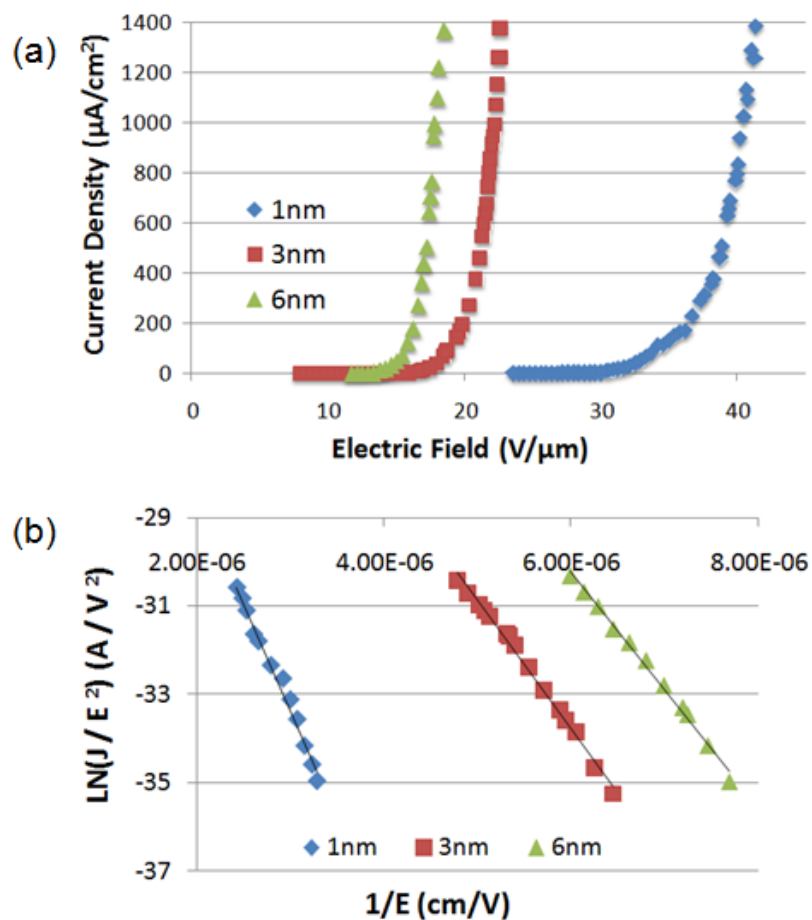 (a)
Current Density (µA/cm²)
1400
1200
1000
800
600
400
200
0
1nm
3nm
6nm
0
10
20
30
40
Electric Field (V/µm)
(b)
LN(J / E ²) (A / V ²)
-29
-31
-33
-35
-37
2.00E-06
4.00E-06
6.00E-06
8.00E-06
1nm
3nm
6nm
1/E (cm/V)